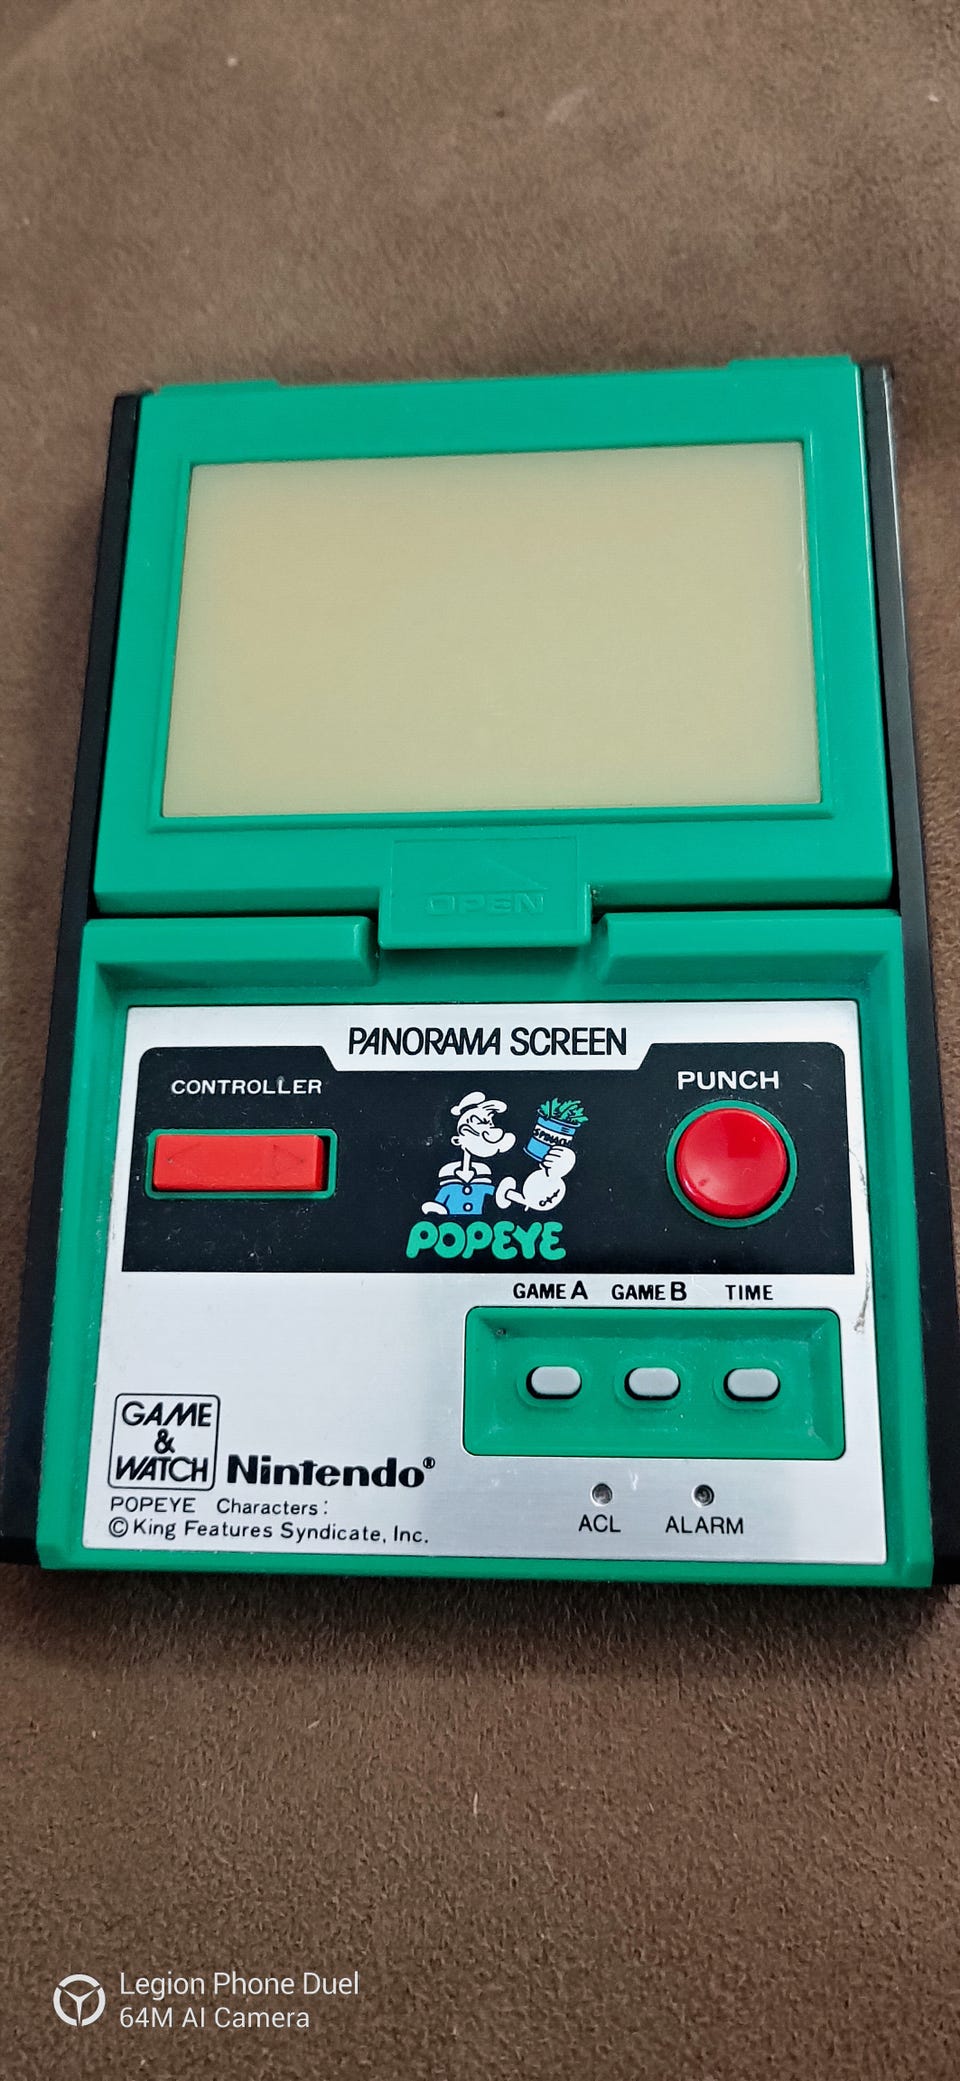 OPEN
PANORAMA SCREEN
CONTROLLER
PUNCH
SPINACH
POPEYE
GAME A GAME B TIME
GAME
&
WATCH
Nintendo®
POPEYE Characters:
© King Features Syndicate, Inc.
ACL ALARM
Legion Phone Duel
64M AI Camera